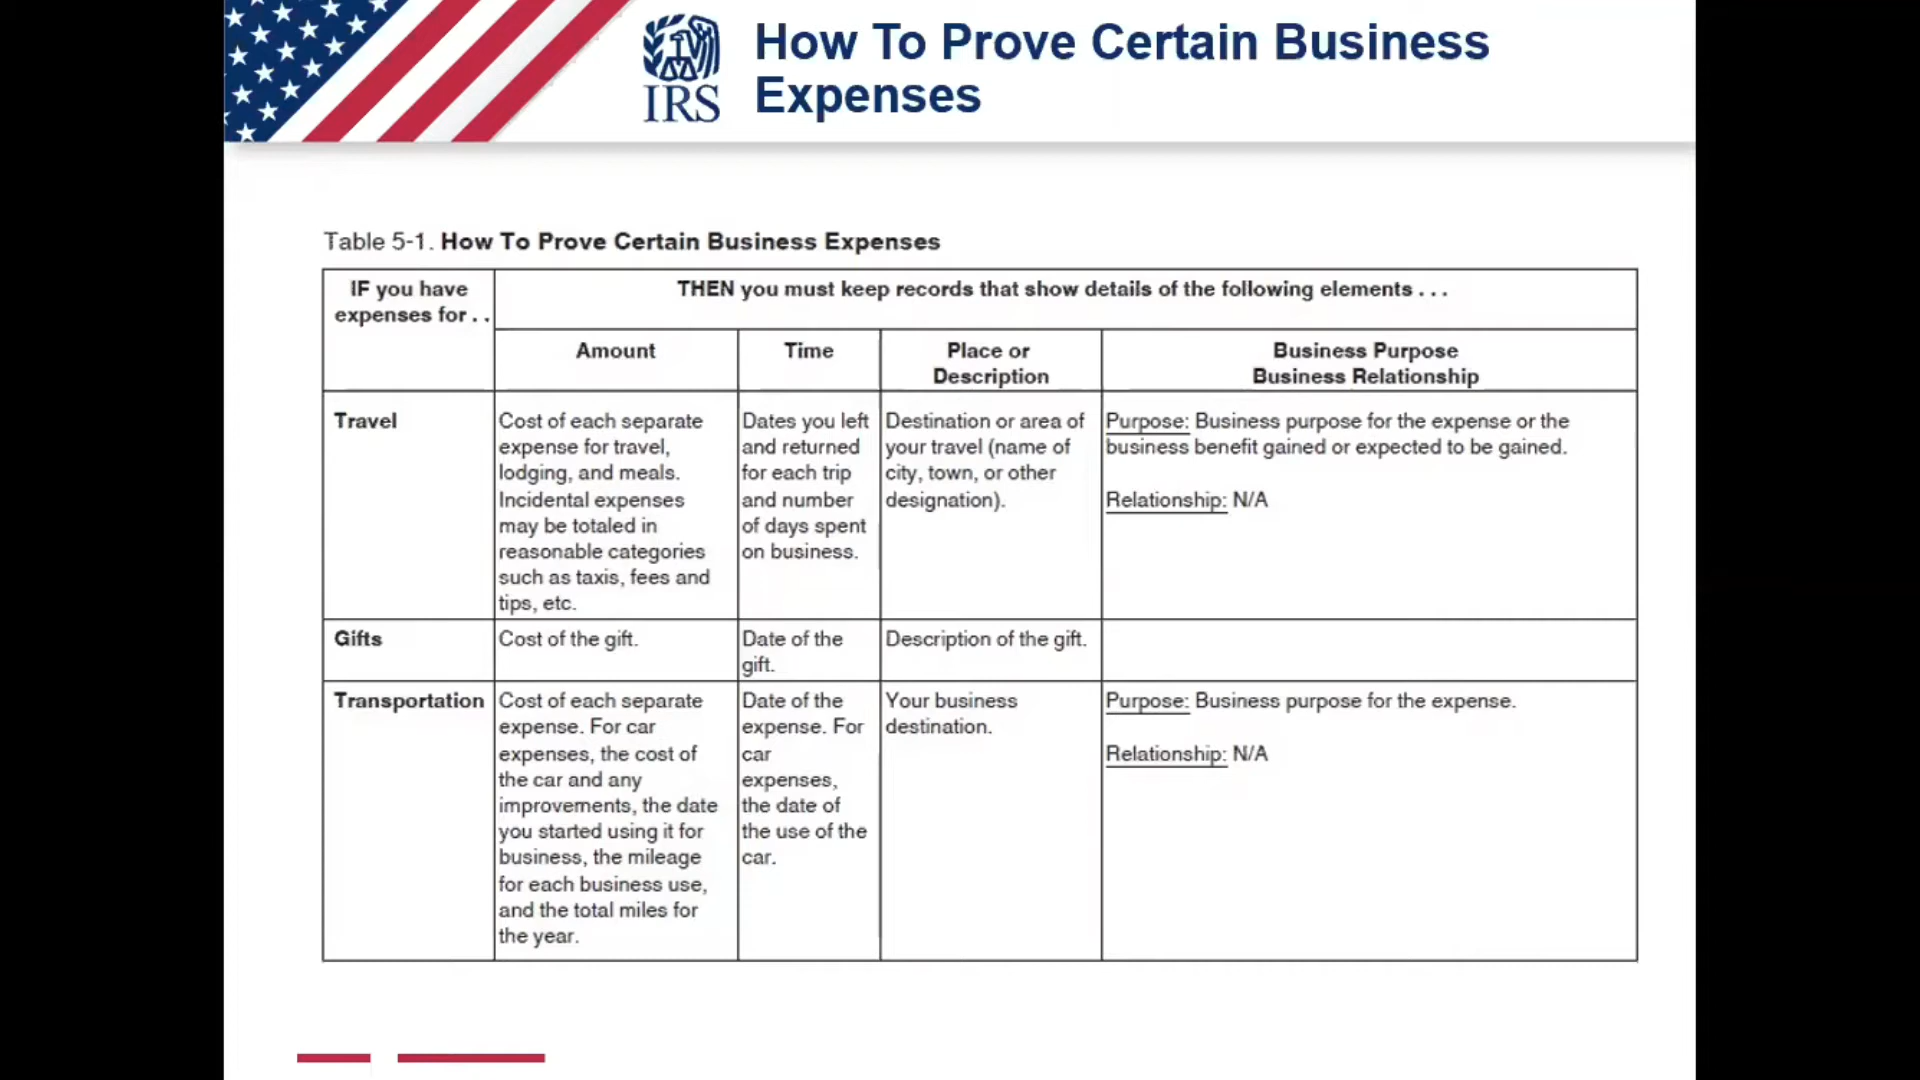 IRS
How To Prove Certain Business
Expenses
Table 5-1. How To Prove Certain Business Expenses
IF you have
expenses for . .
THEN you must keep records that show details of the following elements . . .
Amount
Time
Place or
Description
Business Purpose
Business Relationship
Travel
Cost of each separate
expense for travel,
lodging, and meals.
Incidental expenses
may be totaled in
reasonable categories
such as taxis, fees and
tips, etc.
Dates you left
and returned
for each trip
and number
of days spent
on business.
Destination or area of
your travel (name of
city, town, or other
designation).
Purpose: Business purpose for the expense or the
business benefit gained or expected to be gained.
Relationship: N/A
Gifts
Cost of the gift.
Date of the
gift.
Description of the gift.
Transportation
Cost of each separate
expense. For car
expenses, the cost of
the car and any
improvements, the date
you started using it for
business, the mileage
for each business use,
and the total miles for
the year.
Date of the
expense. For
car
expenses,
the date of
the use of the
car.
Your business
destination.
Purpose: Business purpose for the expense.
Relationship: N/A